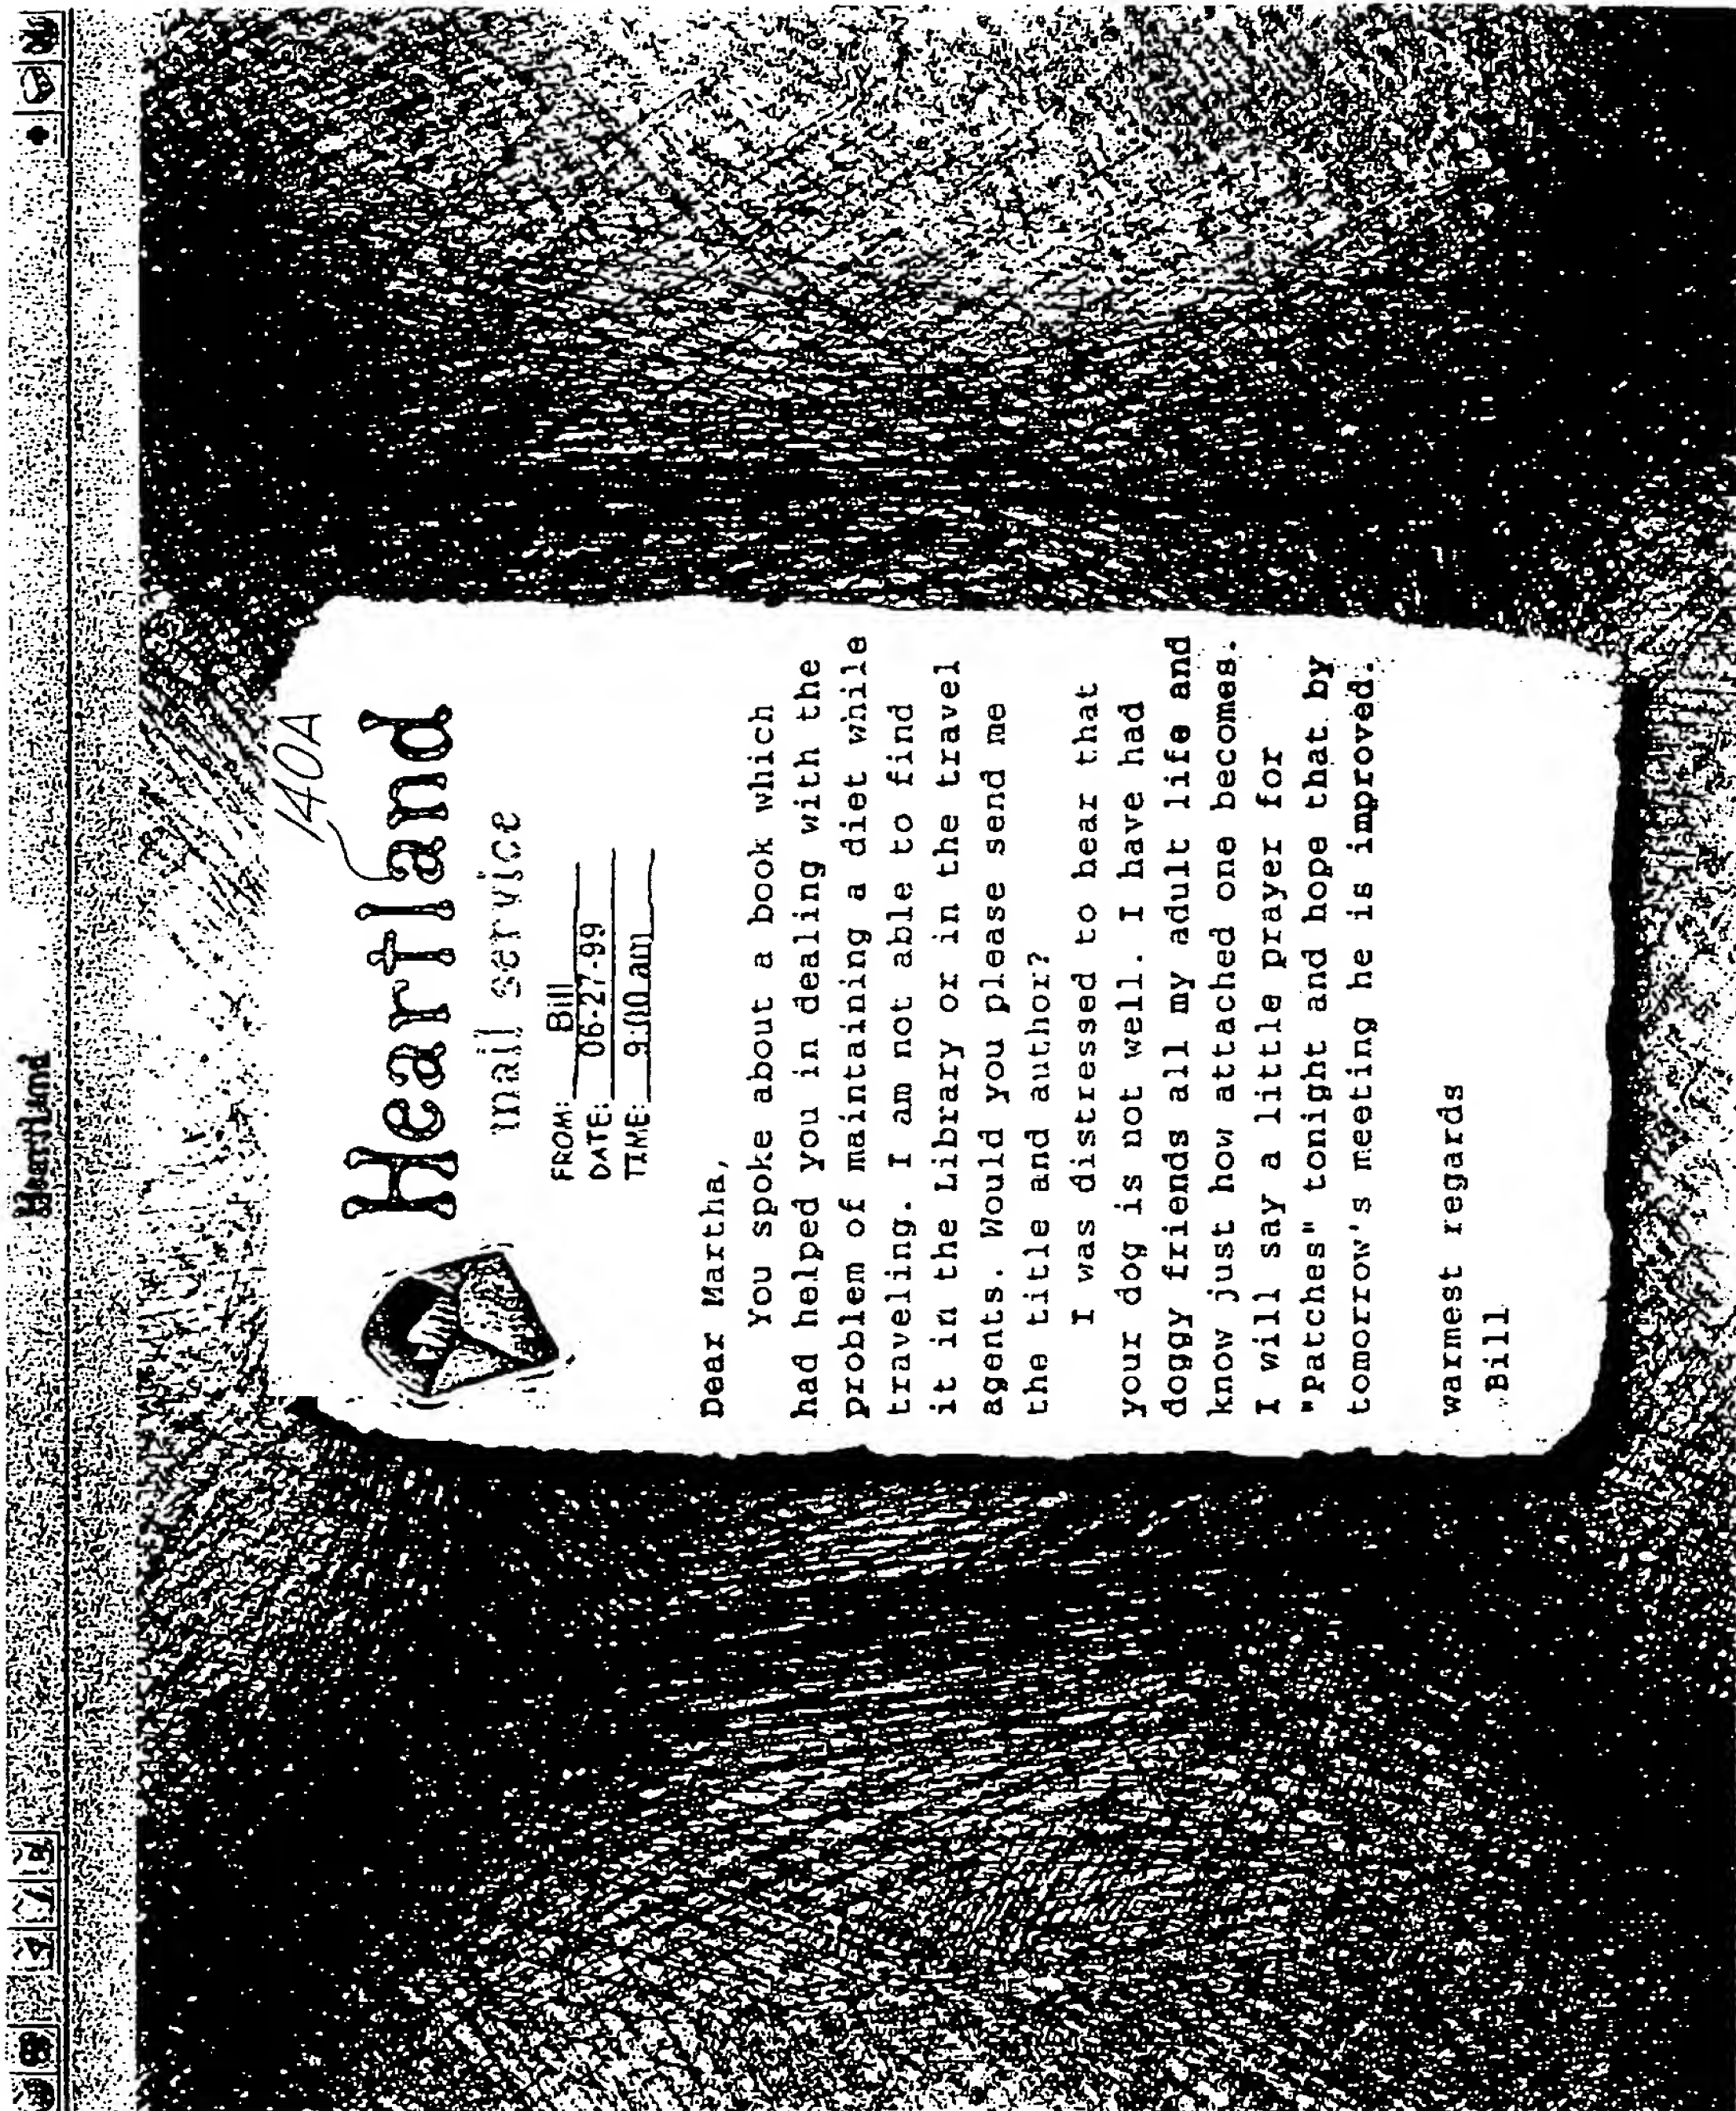 Heartland
140A
Heartland
mail service
FROM: Bill
DATE: 06-27-99
TIME: 9:00 am
Dear Martha,
You spoke about a book which
had helped you in dealing with the
problem of maintaining a diet while
traveling. I am not able to find
it in the Library or in the travel
agents. Would you please send me
the title and author?
I was distressed to hear that
your dog is not well. I have had
doggy friends all my adult life and
know just how attached one becomes.
I will say a little prayer for
"Patches" tonight and hope that by
tomorrow's meeting he is improved.
warmest regards
Bill